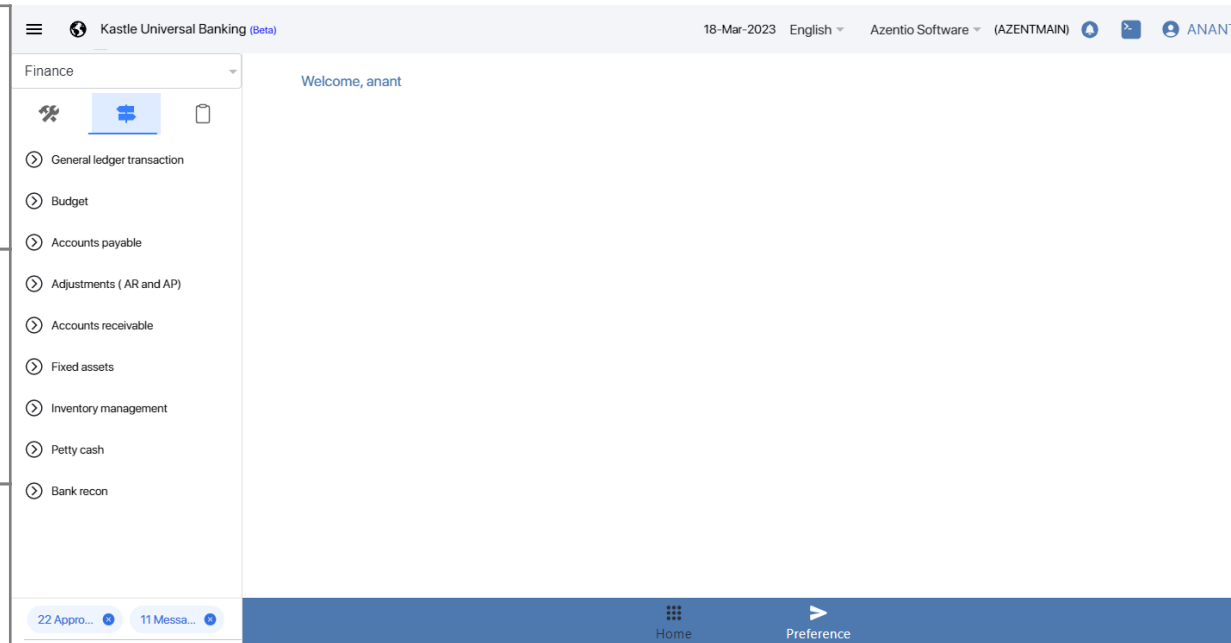 Kastle Universal Banking (Beta)
18-Mar-2023 English Azentio Software (AZENTMAIN) ANANT
Finance
Welcome, anant
General ledger transaction
Budget
Accounts payable
Adjustments ( AR and AP)
Accounts receivable
Fixed assets
Inventory management
Petty cash
Bank recon
22 Appro... 11 Messa...
Home Preference